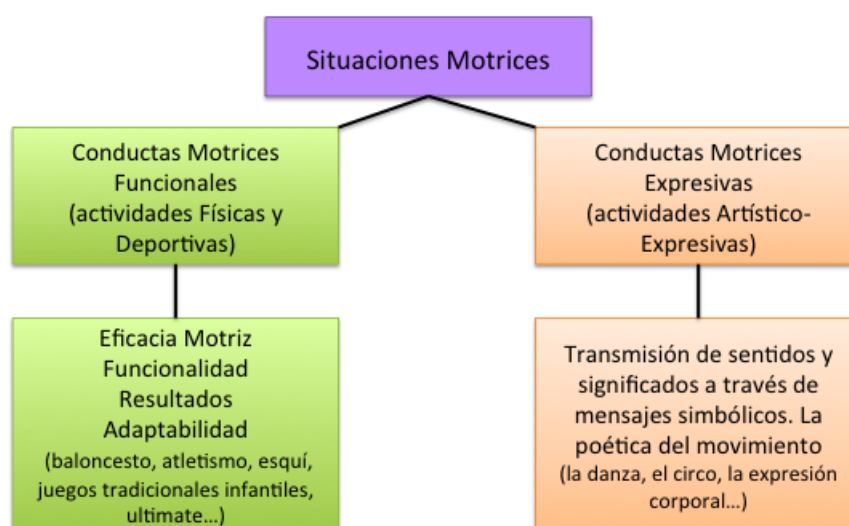 Situaciones Motrices
Conductas Motrices
Funcionales
(actividades Físicas y
Deportivas)
Conductas Motrices
Expresivas
(actividades Artístico-
Expresivas)
Eficacia Motriz
Funcionalidad
Resultados
Adaptabilidad
(baloncesto, atletismo, esquí,
juegos tradicionales infantiles,
ultimate...)
Transmisión de sentidos y
significados a través de
mensajes simbólicos. La
poética del movimiento
(la danza, el circo, la expresión
corporal...)